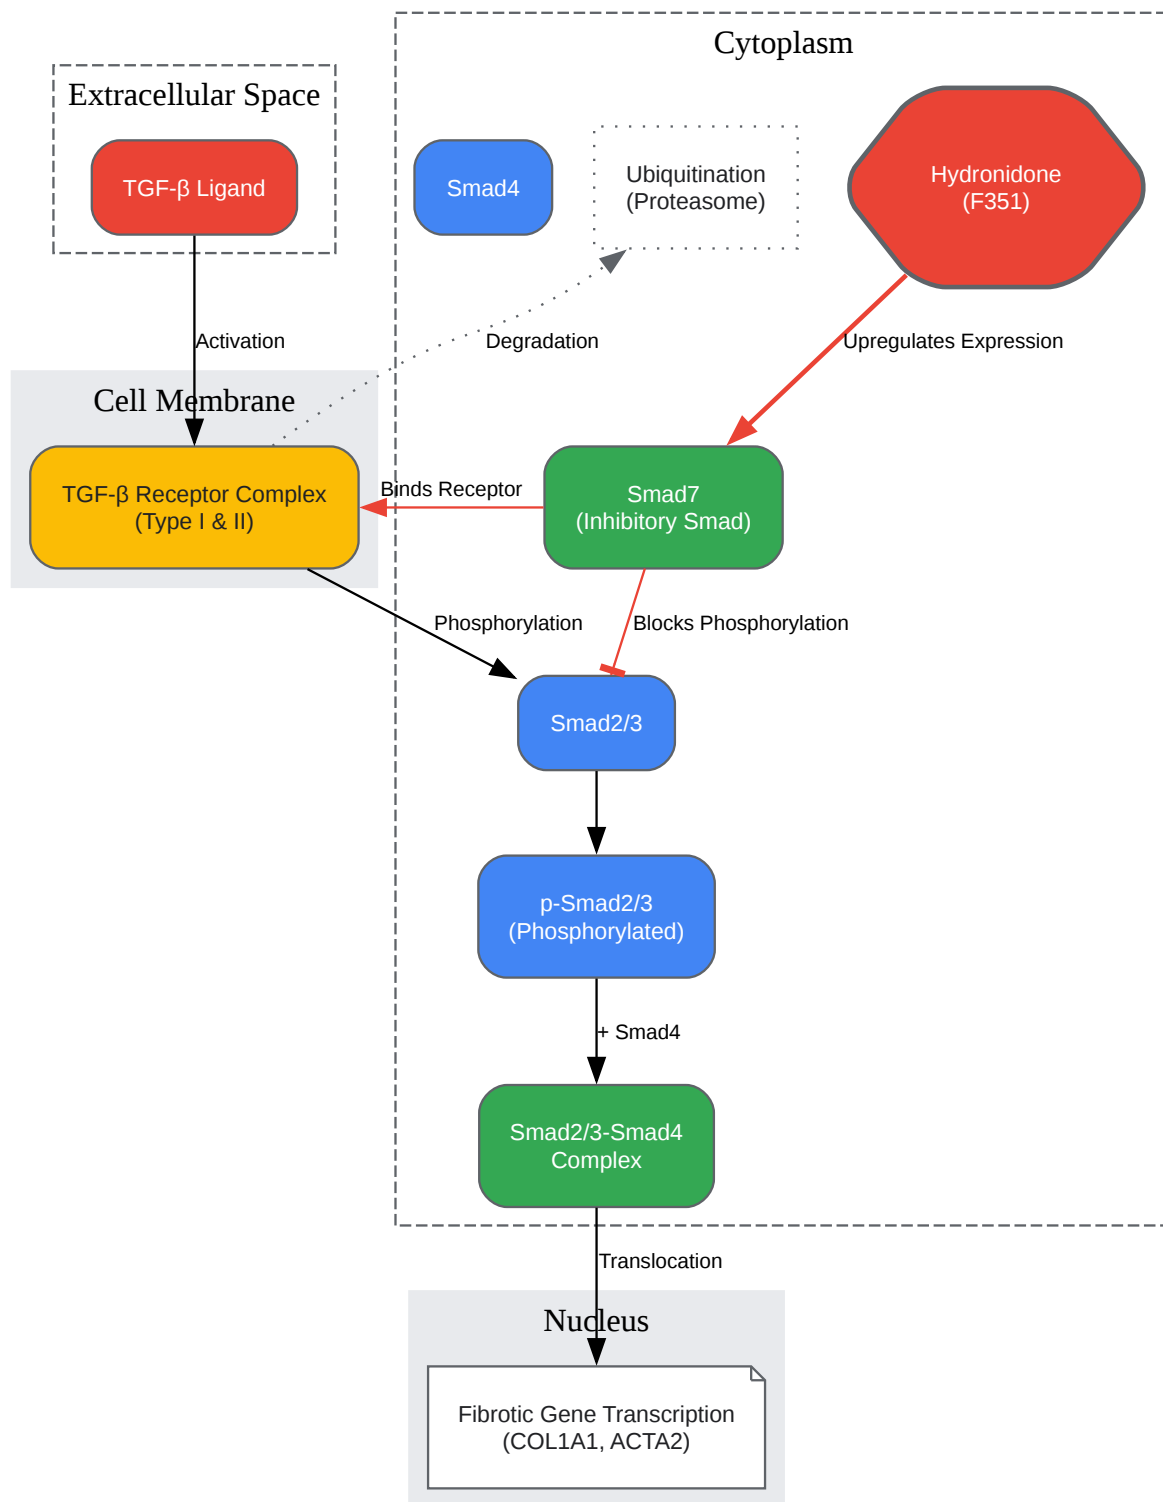 Cytoplasm
Extracellular Space
TGF-β Ligand
Smad4
Ubiquitination
(Proteasome)
Hydronidone
(F351)
Activation
Degradation
Upregulates Expression
Cell Membrane
TGF-β Receptor Complex
(Type I & II)
Binds Receptor
Smad7
(Inhibitory Smad)
Phosphorylation
Blocks Phosphorylation
Smad2/3
p-Smad2/3
(Phosphorylated)
+ Smad4
Smad2/3-Smad4
Complex
Translocation
Nucleus
Fibrotic Gene Transcription
(COL1A1, ACTA2)